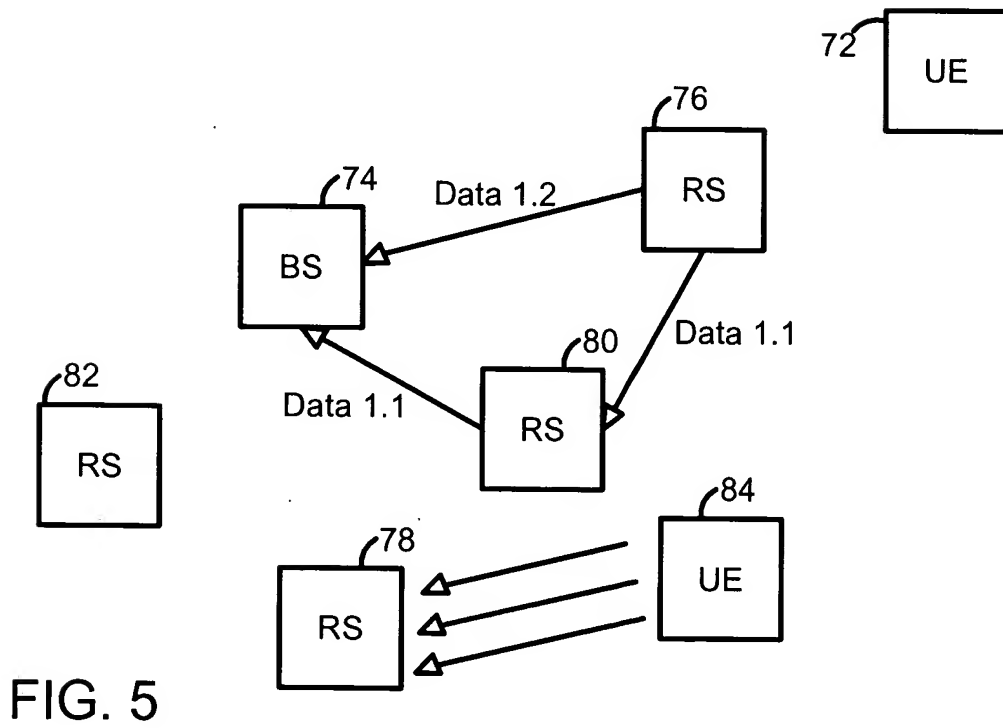 72
UE
76
RS
74
Data 1.2
BS
Data 1.1
80
82
Data 1.1
RS
RS
84
78
UE
RS
FIG. 5